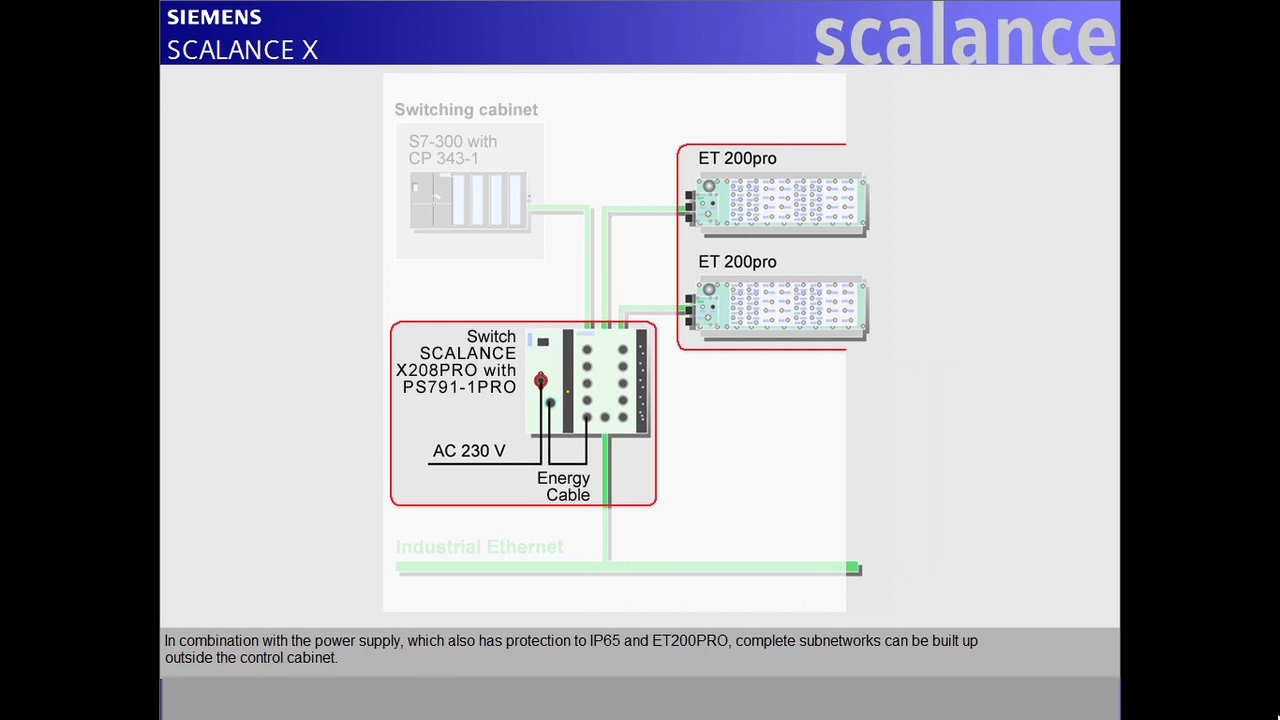 SIEMENS
SCALANCE X
scalance
Switching cabinet
S7-300 with
CP 343-1
ET 200pro
ET 200pro
Switch
SCALANCE
X208PRO with
PS791-1PRO
AC 230 V
Energy
Cable
Industrial Ethernet
In combination with the power supply, which also has protection to IP65 and ET200PRO, complete subnetworks can be built up
outside the control cabinet.